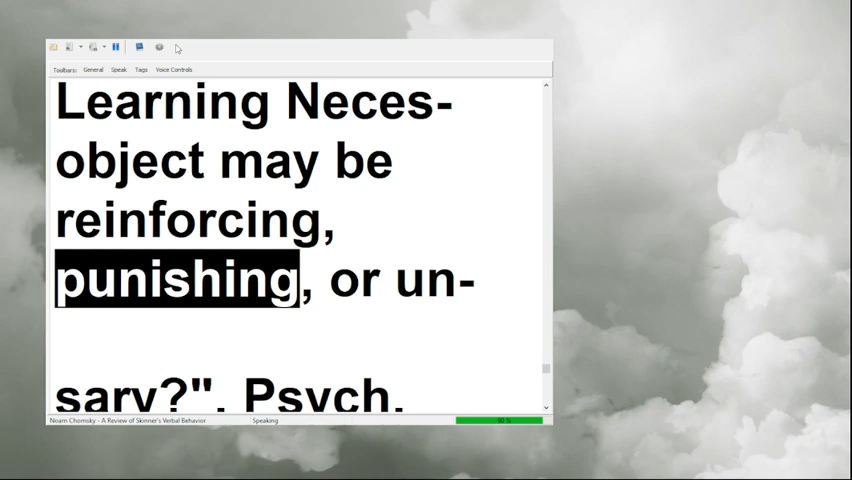 Toolbars: General Speak Tags Voice Controls
Learning Neces-
object may be
reinforcing,
punishing, or un-
sary?", Psych.
Noam Chomsky - A Review of Skinner's Verbal Behavior Speaking 90 %